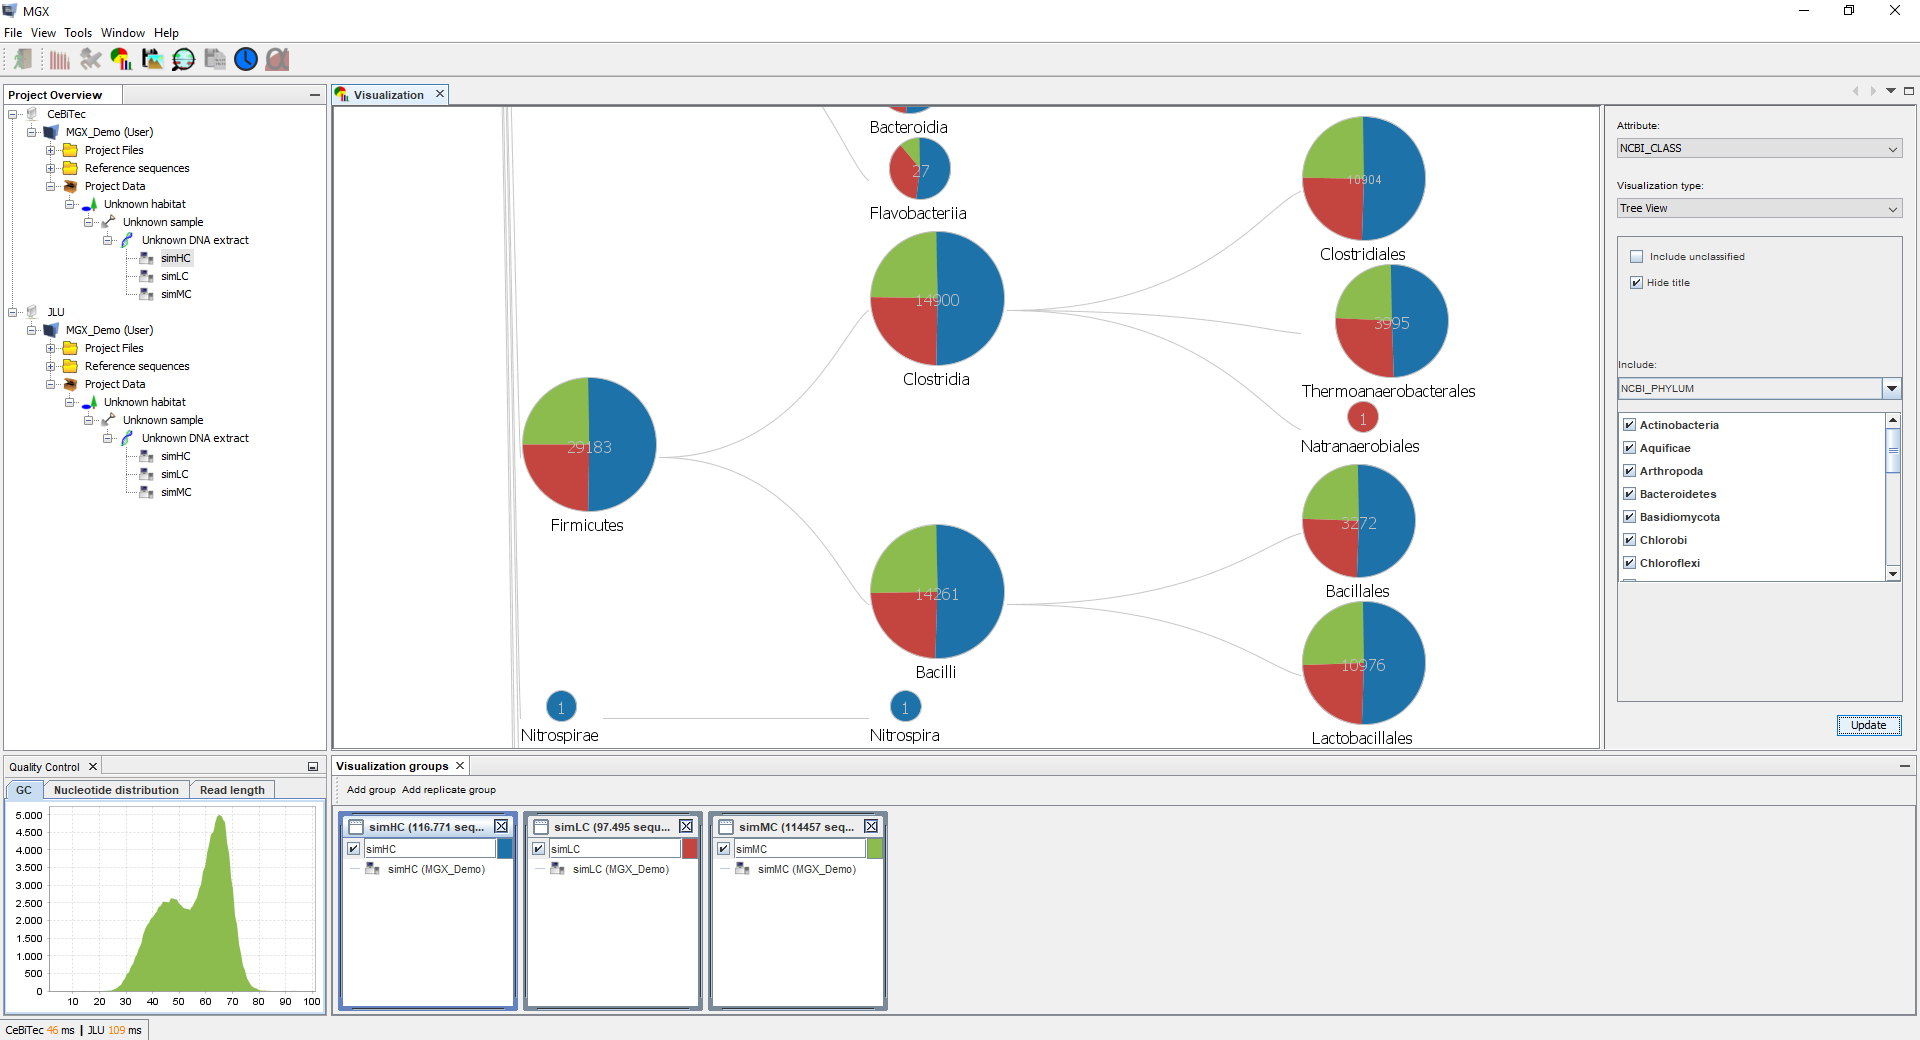 MGX
File View Tools Window Help
Project Overview
CeBiTec
MGX_Demo (User)
Project Files
Reference sequences
Project Data
Unknown habitat
Unknown sample
Unknown DNA extract
simHC
simLC
simMC
JLU
MGX_Demo (User)
Project Files
Reference sequences
Project Data
Unknown habitat
Unknown sample
Unknown DNA extract
simHC
simLC
simMC
Visualization
Bacteroidia
27
Flavobacteriia
10904
Clostridiales
14900
Clostridia
3995
Thermoanaerobacterales
1
Natranaerobiales
29183
Firmicutes
3272
Bacillales
14261
Bacilli
10976
Lactobacillales
1
Nitrospirae
1
Nitrospira
Attribute:
NCBI_CLASS
Visualization type:
Tree View
Include unclassified
Hide title
Include:
NCBI_PHYLUM
Actinobacteria
Aquificae
Arthropoda
Bacteroidetes
Basidiomycota
Chlorobi
Chloroflexi
Update
Quality Control
GC Nucleotide distribution Read length
5.000
4.500
4.000
3.500
3.000
2.500
2.000
1.500
1.000
500
0
10 20 30 40 50 60 70 80 90 100
Visualization groups
Add group Add replicate group
simHC (116.771 seq...
simHC
simHC (MGX_Demo)
simLC (97.495 sequ...
simLC
simLC (MGX_Demo)
simMC (114457 seq...
simMC
simMC (MGX_Demo)
CeBiTec 46 ms | JLU 109 ms